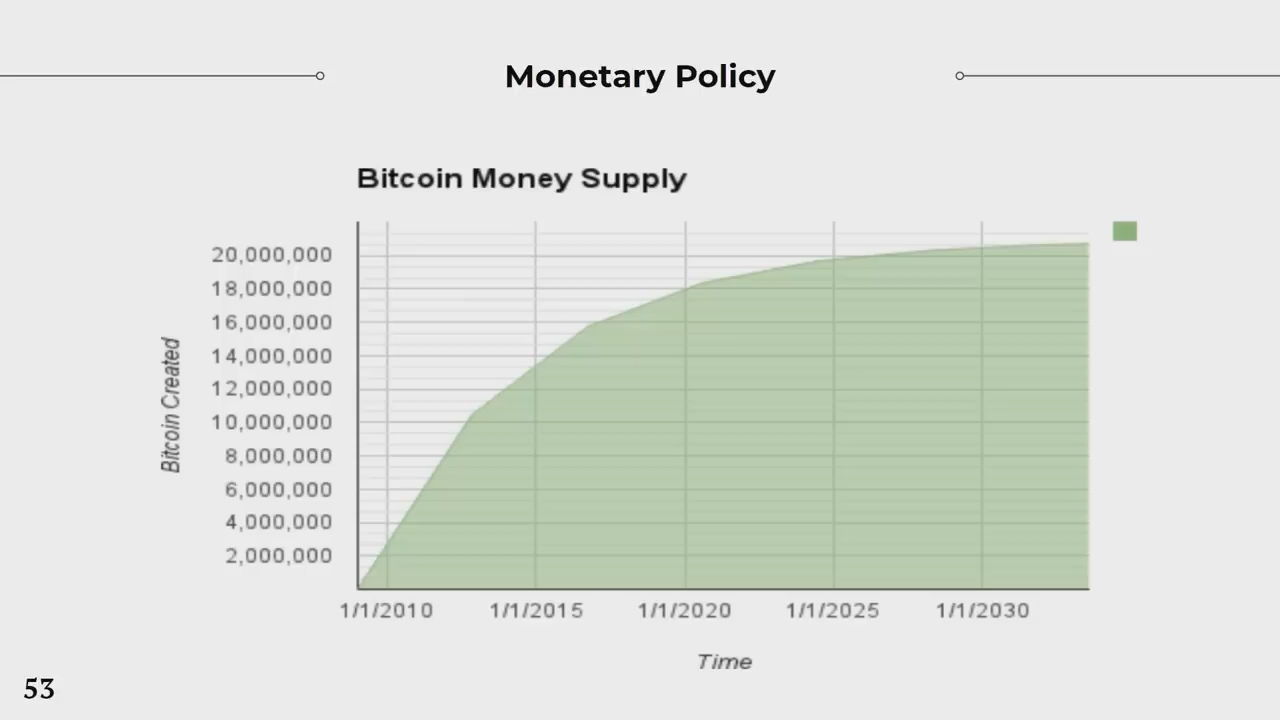 Monetary Policy
Bitcoin Money Supply
20,000,000
18,000,000
16,000,000
14,000,000
12,000,000
10,000,000
8,000,000
6,000,000
4,000,000
2,000,000
Bitcoin Created
1/1/2010 1/1/2015 1/1/2020 1/1/2025 1/1/2030
Time
53